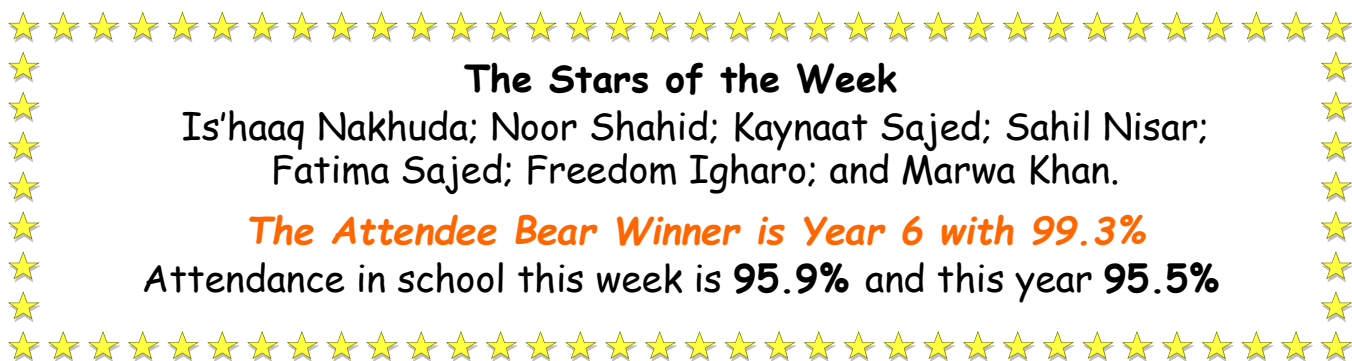 The Stars of the Week
Is’haaq Nakhuda; Noor Shahid; Kaynaat Sajed; Sahil Nisar;
Fatima Sajed; Freedom Igharo; and Marwa Khan.
The Attendee Bear Winner is Year 6 with 99.3%
Attendance in school this week is 95.9% and this year 95.5%